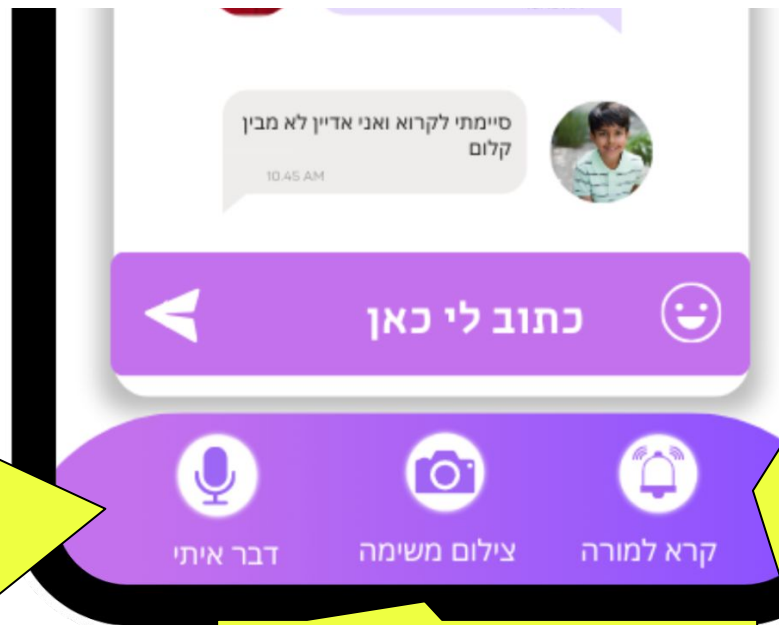 סיימתי לקרוא ואני אדיין לא מבין
קלום
10.45 AM
כתוב לי כאן
קרא למורה
צילום משימה
דבר איתי